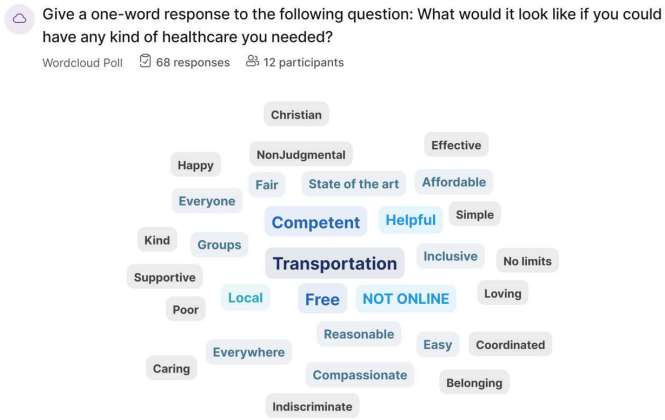 Give a one-word response to the following question: What would it look like if you could
have any kind of healthcare you needed?
Wordcloud Poll 68 responses 12 participants
Christian
Effective
NonJudgmental
Happy
Fair State of the art Affordable
Everyone
Competent Helpful Simple
Kind Groups
Transportation Inclusive No limits
Supportive
Local Free NOT ONLINE Loving
Poor
Reasonable
Everywhere Easy Coordinated
Caring Compassionate
Belonging
Indiscriminate